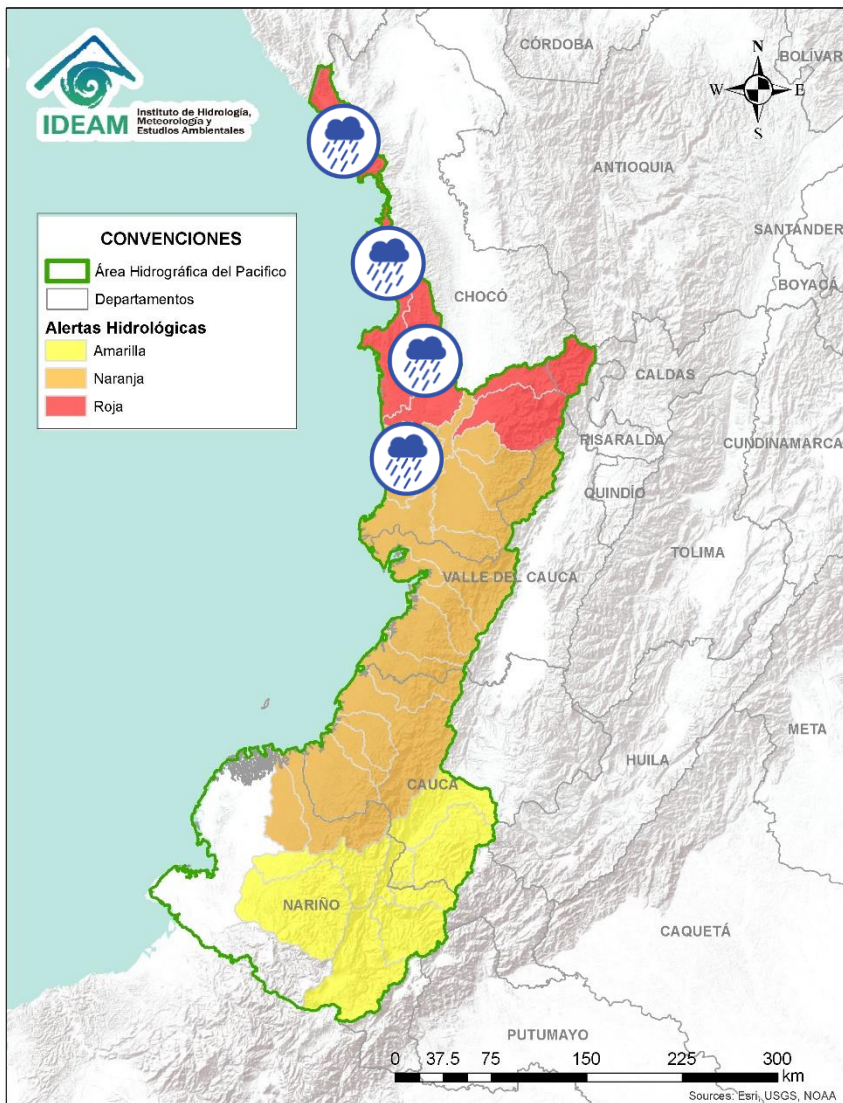 IDEAM
Instituto de Hidrología,
Meteorología y
Estudios Ambientales
CONVENCIONES
Área Hidrográfica del Pacifico
Departamentos
Alertas Hidrológicas
Amarilla
Naranja
Roja
N
W
E
S
CÓRDOBA
BOLÍVAR
ANTIOQUIA
SANTANDER
BOYACÁ
CHOCÓ
CALDAS
RISARALDA
CUNDINAMARCA
QUINDÍO
TOLIMA
VALLE DEL CAUCA
META
HUILA
CAUCA
NARIÑO
CAQUETÁ
PUTUMAYO
0 37.5 75 150 225 300
km
Sources: Esri, USGS, NOAA